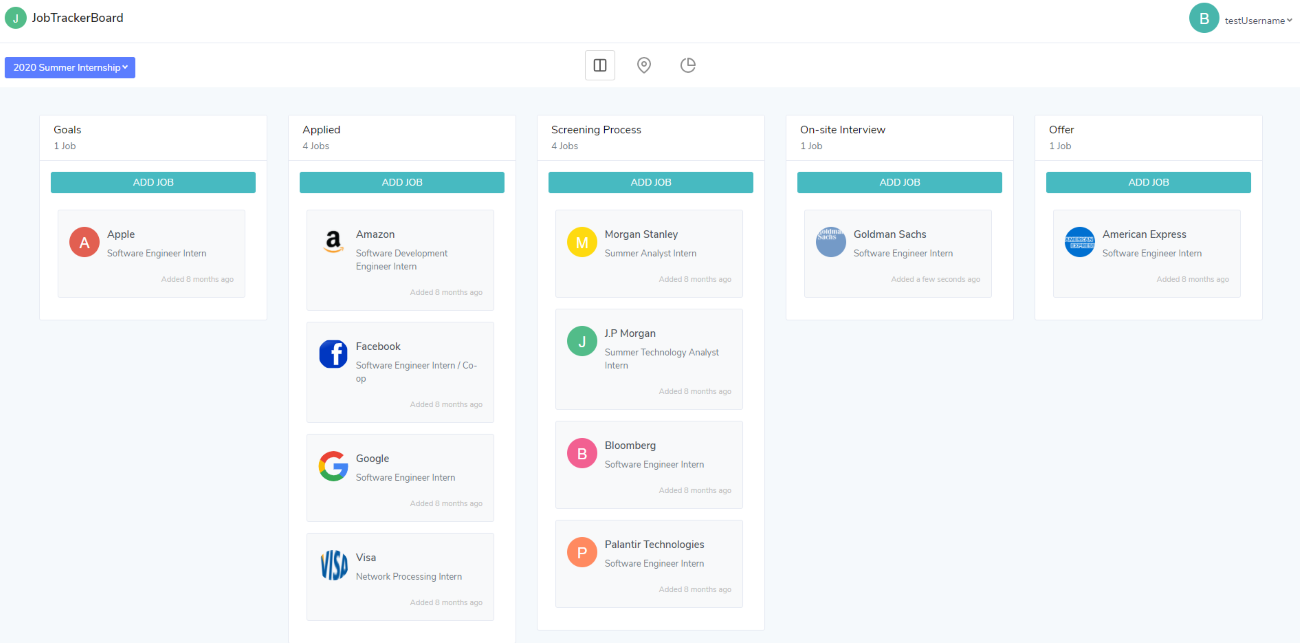 J JobTrackerBoard
B testUsername
2020 Summer Internship
Goals
1 Job
ADD JOB
A Apple
Software Engineer Intern
Added 8 months ago
Applied
4 Jobs
ADD JOB
a Amazon
Software Development
Engineer Intern
Added 8 months ago
f Facebook
Software Engineer Intern / Co-
op
Added 8 months ago
G Google
Software Engineer Intern
Added 8 months ago
VISA Visa
Network Processing Intern
Added 8 months ago
Screening Process
4 Jobs
ADD JOB
M Morgan Stanley
Summer Analyst Intern
Added 8 months ago
J J.P Morgan
Summer Technology Analyst
Intern
Added 8 months ago
B Bloomberg
Software Engineer Intern
Added 8 months ago
P Palantir Technologies
Software Engineer Intern
Added 8 months ago
On-site Interview
1 Job
ADD JOB
Goldman
Sachs
Goldman Sachs
Software Engineer Intern
Added a few seconds ago
Offer
1 Job
ADD JOB
AMERICAN
EXPRESS
American Express
Software Engineer Intern
Added 8 months ago